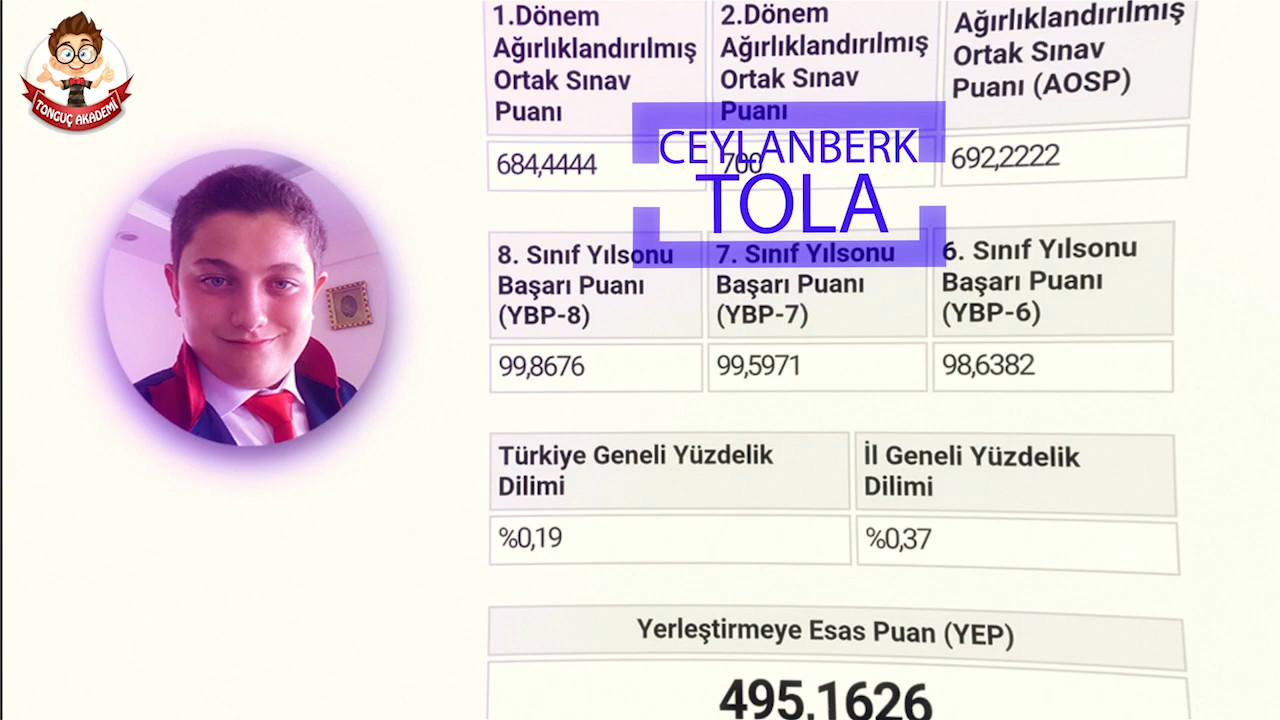 TONGUÇ AKADEMİ
1.Dönem
Ağırlıklandırılmış
Ortak Sınav
Puanı
2.Dönem
Ağırlıklandırılmış
Ortak Sınav
Puanı
Ağırlıklandırılmış
Ortak Sınav
Puanı (AOSP)
684,4444
700
692,2222
CEYLANBERK
TOLA
8. Sınıf Yılsonu
Başarı Puanı
(YBP-8)
7. Sınıf Yılsonu
Başarı Puanı
(YBP-7)
6. Sınıf Yılsonu
Başarı Puanı
(YBP-6)
99,8676
99,5971
98,6382
Türkiye Geneli Yüzdelik
Dilimi
İl Geneli Yüzdelik
Dilimi
%0,19
%0,37
Yerleştirmeye Esas Puan (YEP)
495,1626